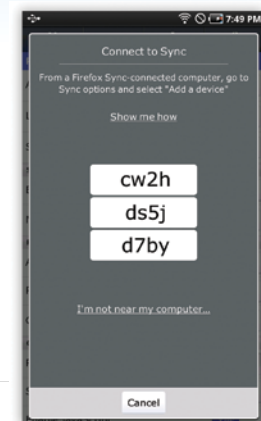 7:49 PM
Connect to Sync
From a Firefox Sync-connected computer, go to
Sync options and select "Add a device"
Show me how
cw2h
ds5j
d7by
I'm not near my computer...
Cancel